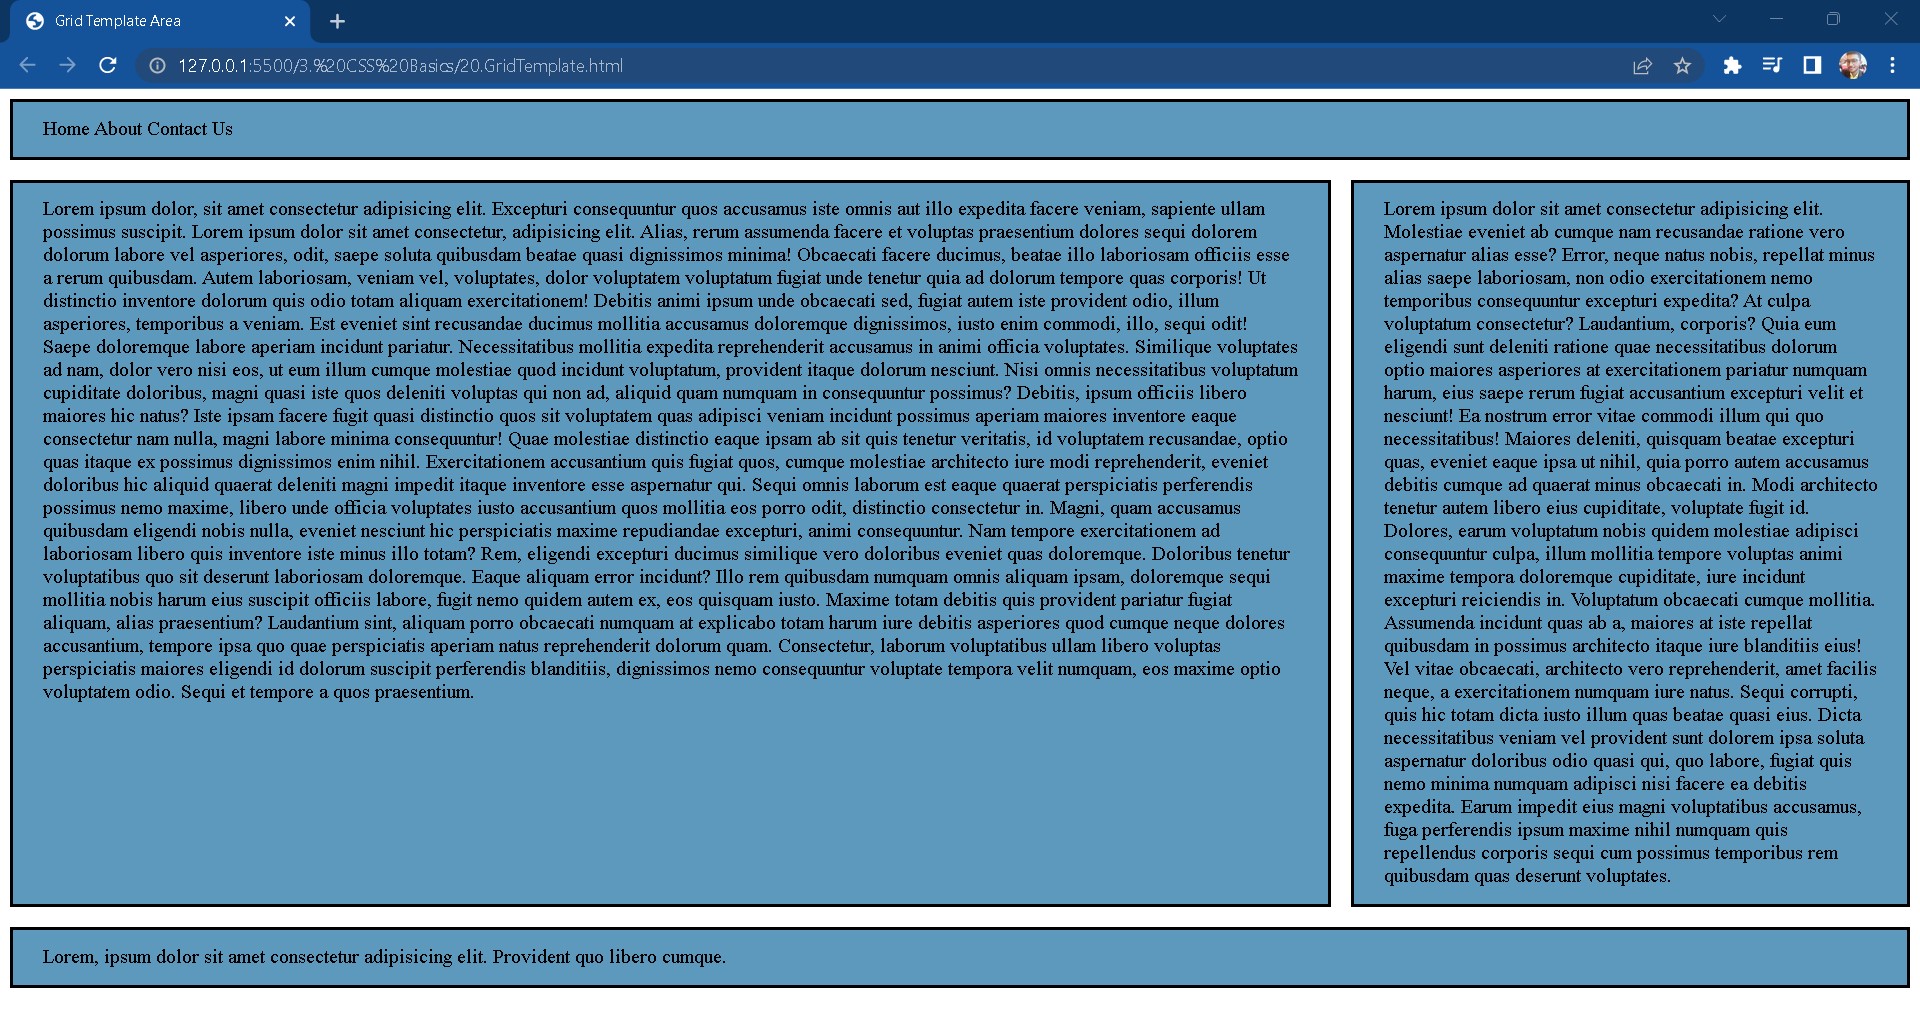 Grid Template Area
127.0.0.1:5500/3.%20CSS%20Basics/20.GridTemplate.html
Home About Contact Us
Lorem ipsum dolor, sit amet consectetur adipisicing elit. Excepturi consequuntur quos accusamus iste omnis aut illo expedita facere veniam, sapiente ullam
possimus suscipit. Lorem ipsum dolor sit amet consectetur, adipisicing elit. Alias, rerum assumenda facere et voluptas praesentium dolores sequi dolorem
dolorum labore vel asperiores, odit, saepe soluta quibusdam beatae quasi dignissimos minima! Obcaecati facere ducimus, beatae illo laboriosam officiis esse
a rerum quibusdam. Autem laboriosam, veniam vel, voluptates, dolor voluptatem voluptatum fugiat unde tenetur quia ad dolorum tempore quas corporis! Ut
distinctio inventore dolorum quis odio totam aliquam exercitationem! Debitis animi ipsum unde obcaecati sed, fugiat autem iste provident odio, illum
asperiores, temporibus a veniam. Est eveniet sint recusandae ducimus mollitia accusamus doloremque dignissimos, iusto enim commodi, illo, sequi odit!
Saepe doloremque labore aperiam incidunt pariatur. Necessitatibus mollitia expedita reprehenderit accusamus in animi officia voluptates. Similique voluptates
ad nam, dolor vero nisi eos, ut eum illum cumque molestiae quod incidunt voluptatum, provident itaque dolorum nesciunt. Nisi omnis necessitatibus voluptatum
cupiditate doloribus, magni quasi iste quos deleniti voluptas qui non ad, aliquid quam numquam in consequuntur possimus? Debitis, ipsum officiis libero
maiores hic natus? Iste ipsam facere fugit quasi distinctio quos sit voluptatem quas adipisci veniam incidunt possimus aperiam maiores inventore eaque
consectetur nam nulla, magni labore minima consequuntur! Quae molestiae distinctio eaque ipsam ab sit quis tenetur veritatis, id voluptatem recusandae, optio
quas itaque ex possimus dignissimos enim nihil. Exercitationem accusantium quis fugiat quos, cumque molestiae architecto iure modi reprehenderit, eveniet
doloribus hic aliquid quaerat deleniti magni impedit itaque inventore esse aspernatur qui. Sequi omnis laborum est eaque quaerat perspiciatis perferendis
possimus nemo maxime, libero unde officia voluptates iusto accusantium quos mollitia eos porro odit, distinctio consectetur in. Magni, quam accusamus
quibusdam eligendi nobis nulla, eveniet nesciunt hic perspiciatis maxime repudiandae excepturi, animi consequuntur. Nam tempore exercitationem ad
laboriosam libero quis inventore iste minus illo totam? Rem, eligendi excepturi ducimus similique vero doloribus eveniet quas doloremque. Doloribus tenetur
voluptatibus quo sit deserunt laboriosam doloremque. Eaque aliquam error incidunt? Illo rem quibusdam numquam omnis aliquam ipsam, doloremque sequi
mollitia nobis harum eius suscipit officiis labore, fugit nemo quidem autem ex, eos quisquam iusto. Maxime totam debitis quis provident pariatur fugiat
aliquam, alias praesentium? Laudantium sint, aliquam porro obcaecati numquam at explicabo totam harum iure debitis asperiores quod cumque neque dolores
accusantium, tempore ipsa quo quae perspiciatis aperiam natus reprehenderit dolorum quam. Consectetur, laborum voluptatibus ullam libero voluptas
perspiciatis maiores eligendi id dolorum suscipit perferendis blanditiis, dignissimos nemo consequuntur voluptate tempora velit numquam, eos maxime optio
voluptatem odio. Sequi et tempore a quos praesentium.
Lorem ipsum dolor sit amet consectetur adipisicing elit.
Molestiae eveniet ab cumque nam recusandae ratione vero
aspernatur alias esse? Error, neque natus nobis, repellat minus
alias saepe laboriosam, non odio exercitationem nemo
temporibus consequuntur excepturi expedita? At culpa
voluptatum consectetur? Laudantium, corporis? Quia eum
eligendi sunt deleniti ratione quae necessitatibus dolorum
optio maiores asperiores at exercitationem pariatur numquam
harum, eius saepe rerum fugiat accusantium excepturi velit et
nesciunt! Ea nostrum error vitae commodi illum qui quo
necessitatibus! Maiores deleniti, quisquam beatae excepturi
quas, eveniet eaque ipsa ut nihil, quia porro autem accusamus
debitis cumque ad quaerat minus obcaecati in. Modi architecto
tenetur autem libero eius cupiditate, voluptate fugit id.
Dolores, earum voluptatum nobis quidem molestiae adipisci
consequuntur culpa, illum mollitia tempore voluptas animi
maxime tempora doloremque cupiditate, iure incidunt
excepturi reiciendis in. Voluptatum obcaecati cumque mollitia.
Assumenda incidunt quas ab a, maiores at iste repellat
quibusdam in possimus architecto itaque iure blanditiis eius!
Vel vitae obcaecati, architecto vero reprehenderit, amet facilis
neque, a exercitationem numquam iure natus. Sequi corrupti,
quis hic totam dicta iusto illum quas beatae quasi eius. Dicta
necessitatibus veniam vel provident sunt dolorem ipsa soluta
aspernatur doloribus odio quasi qui, quo labore, fugiat quis
nemo minima numquam adipisci nisi facere ea debitis
expedita. Earum impedit eius magni voluptatibus accusamus,
fuga perferendis ipsum maxime nihil numquam quis
repellendus corporis sequi cum possimus temporibus rem
quibusdam quas deserunt voluptates.
Lorem, ipsum dolor sit amet consectetur adipisicing elit. Provident quo libero cumque.